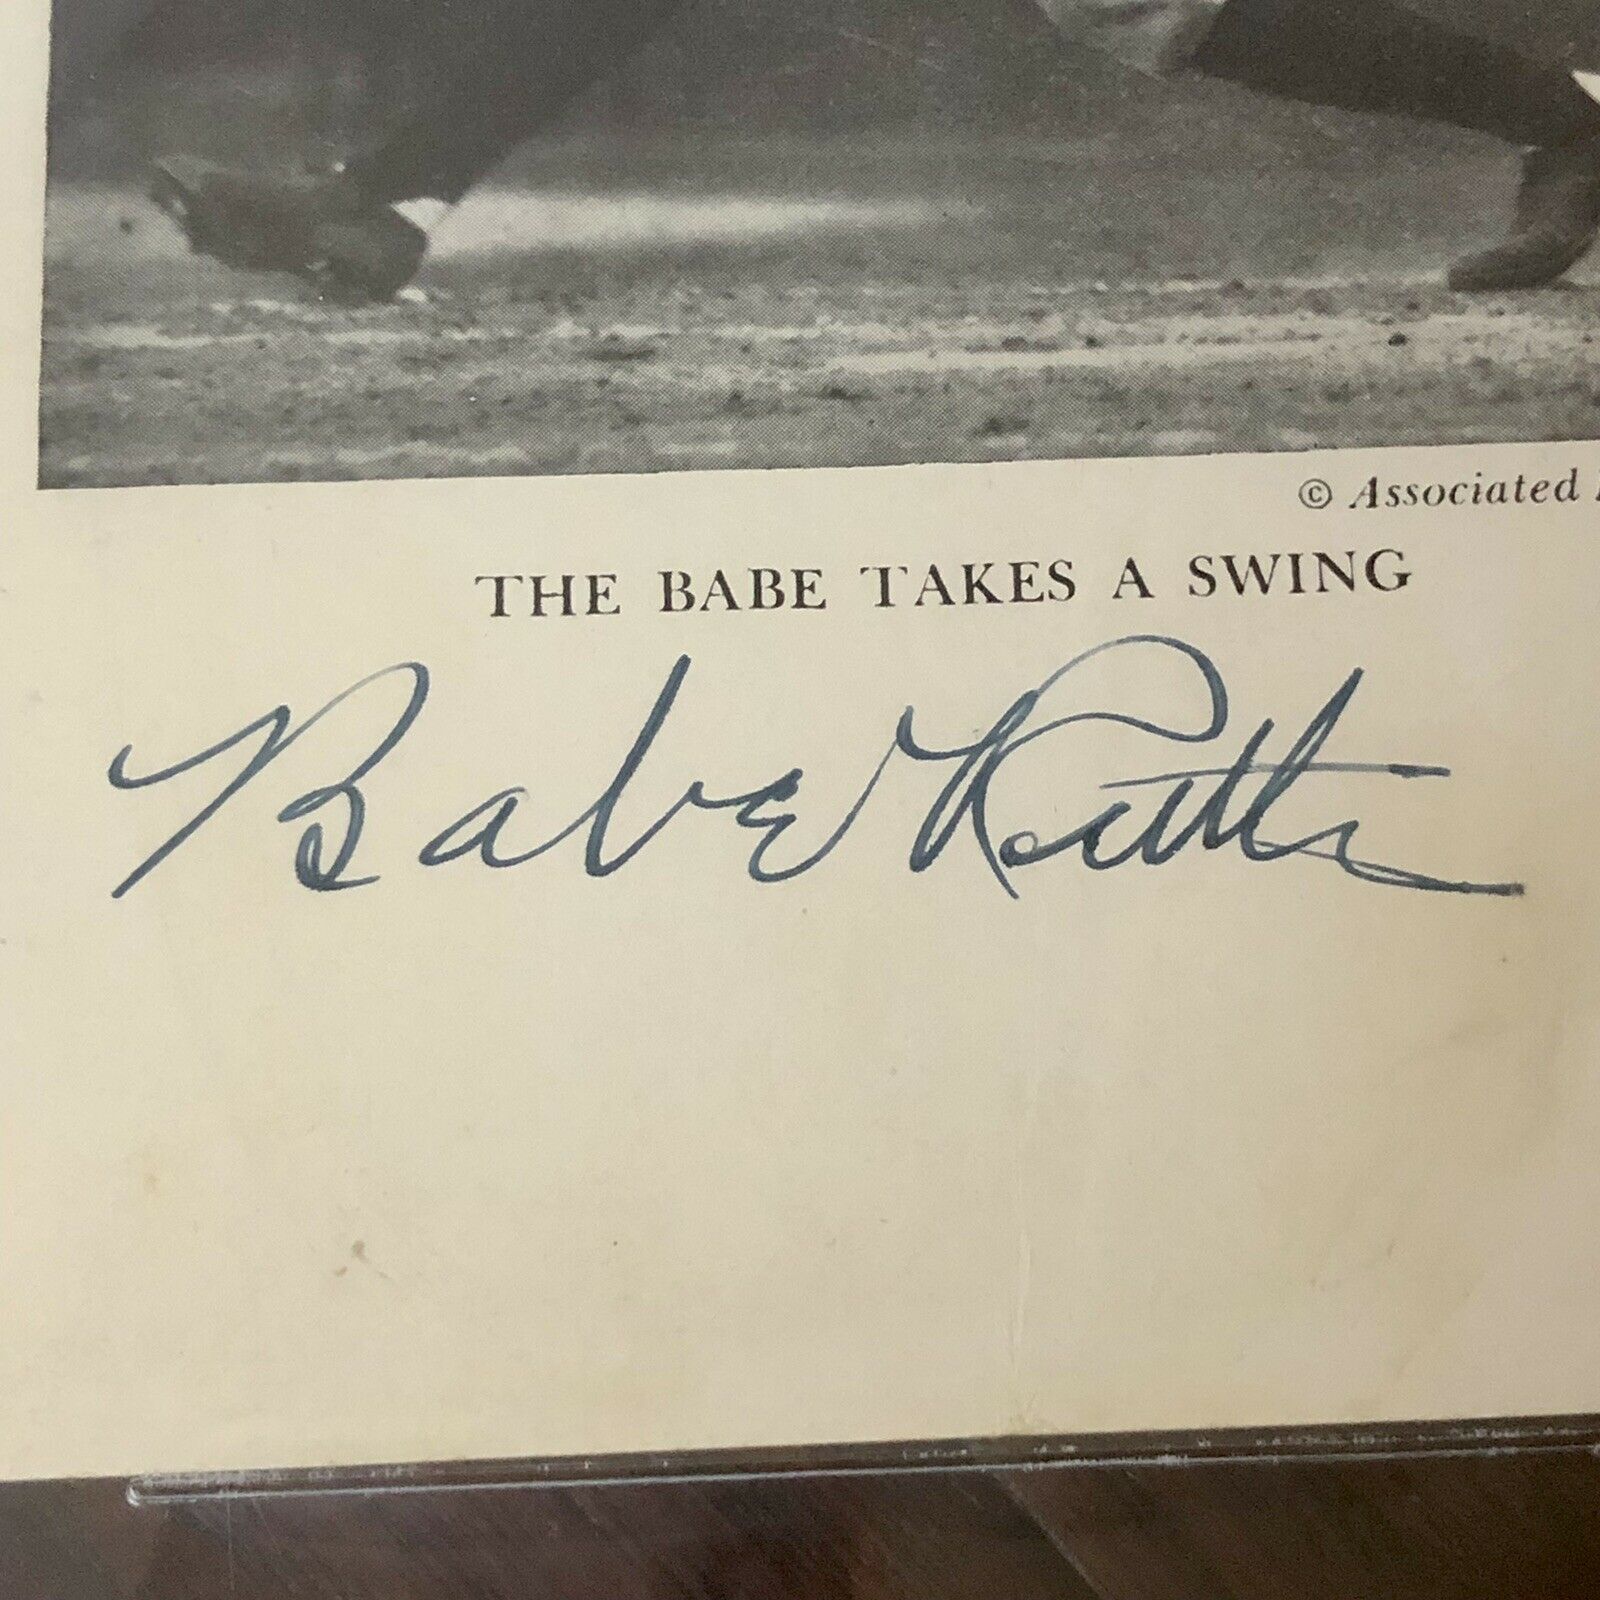 © Associated
THE BABE TAKES A SWING
Babe Ruth